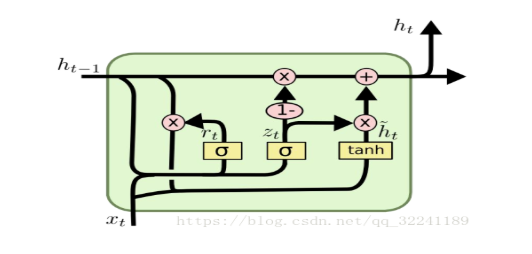 h_t
h_{t-1}
× +
1-
× r_t z_t × h̃_t
σ σ tanh
x_t
https://blog.csdn.net/qq_32241189